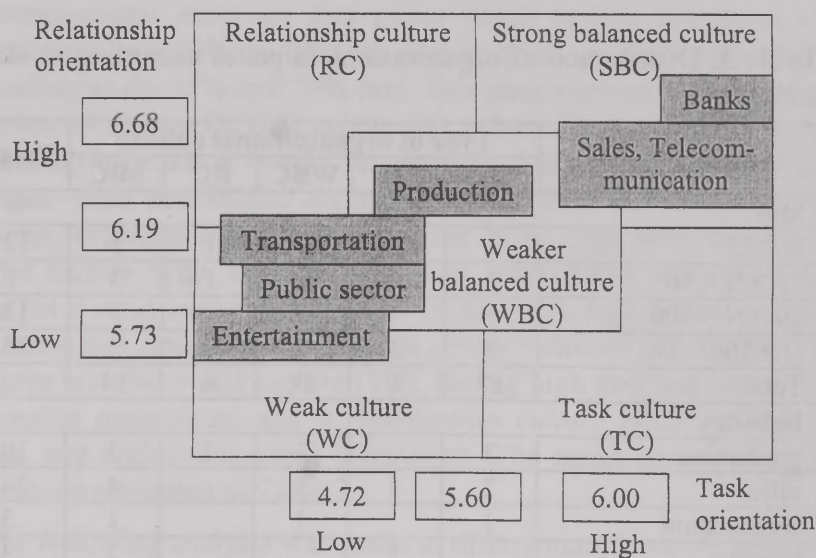 Relationship
orientation
Relationship culture
(RC)
Strong balanced culture
(SBC)
Banks
6.68
High
Sales, Telecom-
munication
Production
6.19
Transportation
Weaker
balanced culture
(WBC)
Public sector
Low
5.73
Entertainment
Weak culture
(WC)
Task culture
(TC)
4.72
5.60
6.00
Task
orientation
Low
High